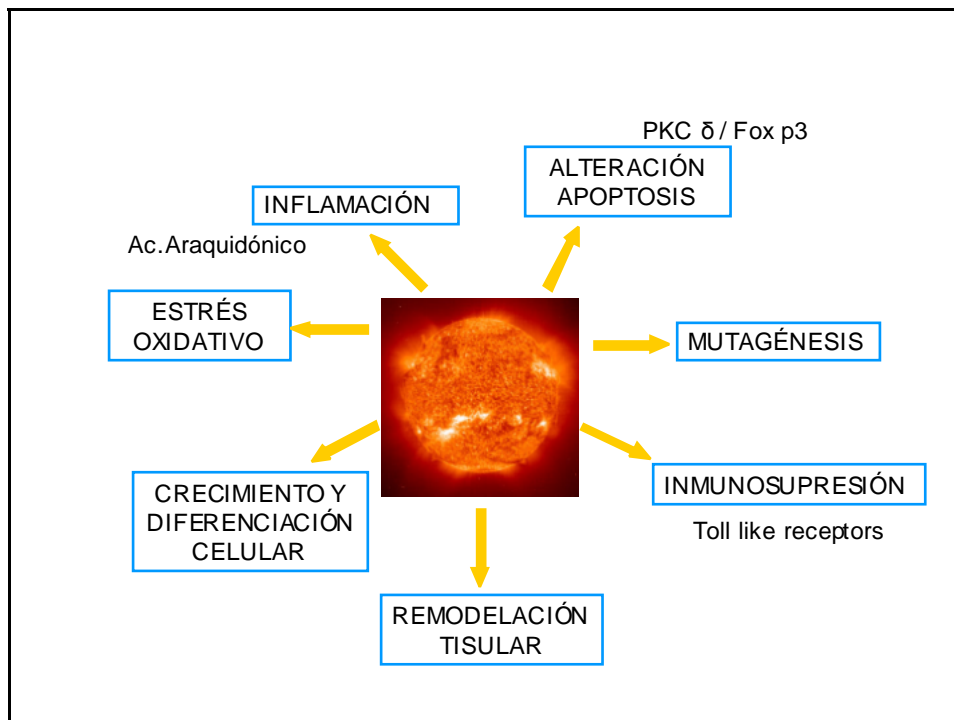 PKC δ / Fox p3
ALTERACIÓN
APOPTOSIS
INFLAMACIÓN
Ac.Araquidónico
ESTRÉS
OXIDATIVO
MUTAGÉNESIS
CRECIMIENTO Y
DIFERENCIACIÓN
CELULAR
INMUNOSUPRESIÓN
Toll like receptors
REMODELACIÓN
TISULAR